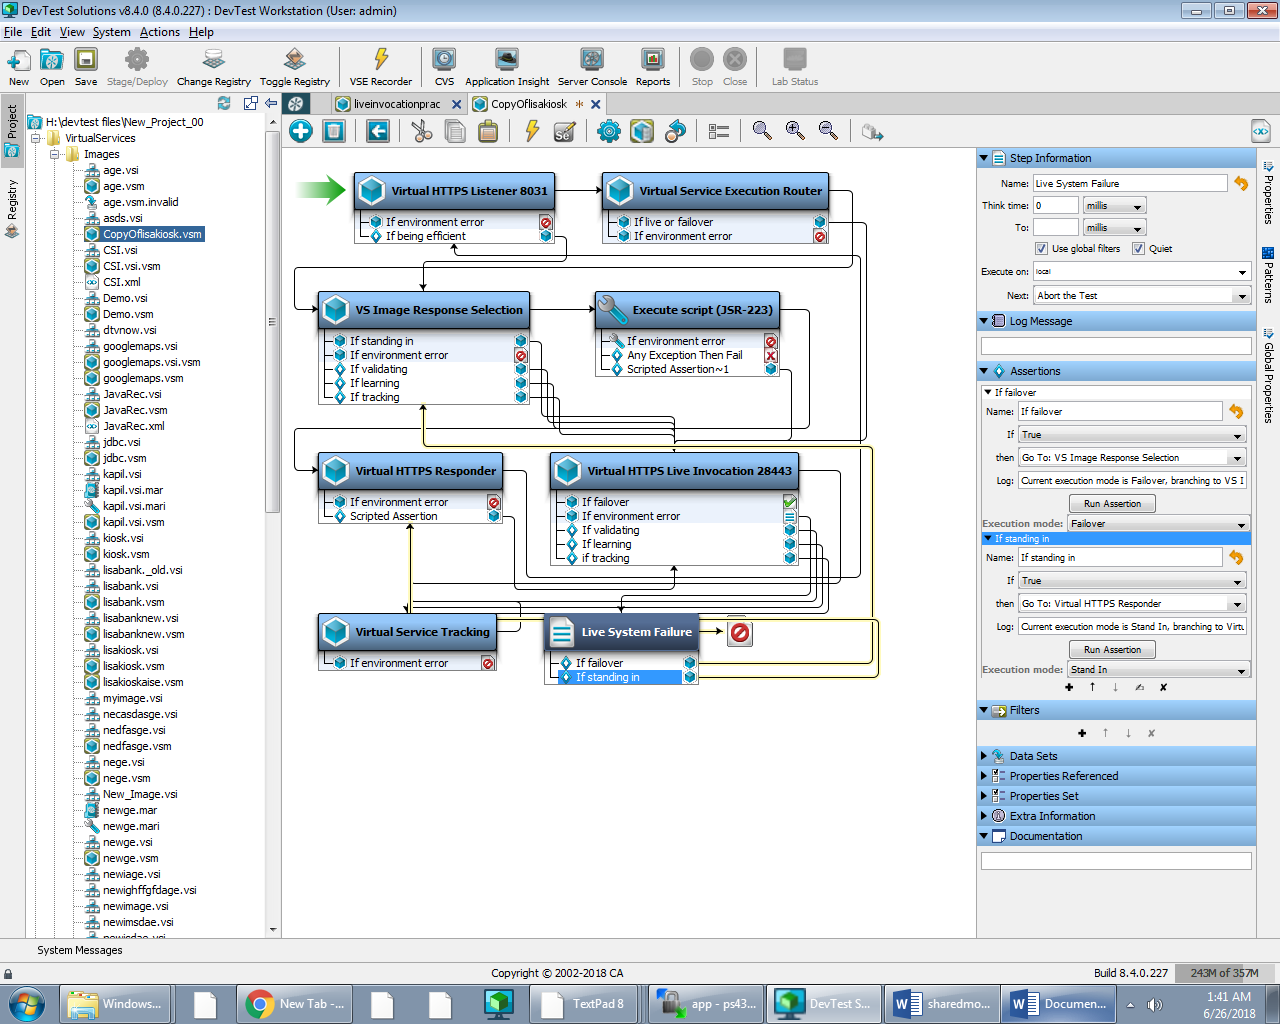 DevTest Solutions v8.4.0 (8.4.0.227) : DevTest Workstation (User: admin)
File Edit View System Actions Help
New Open Save Stage/Deploy Change Registry Toggle Registry VSE Recorder CVS Application Insight Server Console Reports Stop Close Lab Status
liveinvocationprac CopyOflisakiosk
Project
Registry
H:\devtest files\New_Project_00
VirtualServices
Images
age.vsi
age.vsm
age.vsm.invalid
asds.vsi
CopyOflisakiosk.vsm
CSI.vsi
CSI.vsi.vsm
CSI.xml
Demo.vsi
Demo.vsm
dtvnow.vsi
googlemaps.vsi
googlemaps.vsi.vsm
googlemaps.vsm
JavaRec.vsi
JavaRec.vsm
JavaRec.xml
jdbc.vsi
jdbc.vsm
kapil.vsi
kapil.vsi.mar
kapil.vsi.mari
kapil.vsi.vsm
kiosk.vsi
kiosk.vsm
lisabank._old.vsi
lisabank.vsi
lisabank.vsm
lisabanknew.vsi
lisabanknew.vsm
lisakiosk.vsi
lisakiosk.vsm
lisakioskaise.vsm
myimage.vsi
necasdasge.vsi
nedfasge.vsi
nedfasge.vsm
nege.vsi
nege.vsm
New_Image.vsi
newge.mar
newge.mari
newge.vsi
newge.vsm
newiage.vsi
newighffgfdage.vsi
newimage.vsi
newimsdae.vsi
Virtual HTTPS Listener 8031
If environment error
If being efficient
Virtual Service Execution Router
If live or failover
If environment error
VS Image Response Selection
If standing in
If environment error
If validating
If learning
If tracking
Execute script (JSR-223)
If environment error
Any Exception Then Fail
Scripted Assertion~1
Virtual HTTPS Responder
If environment error
Scripted Assertion
Virtual HTTPS Live Invocation 28443
If failover
If environment error
If validating
If learning
if tracking
Virtual Service Tracking
If environment error
Live System Failure
If failover
If standing in
Step Information
Name: Live System Failure
Think time: 0 millis
To: millis
Use global filters Quiet
Execute on: local
Next: Abort the Test
Log Message
Assertions
If failover
Name: If failover
If True
then Go To: VS Image Response Selection
Log: Current execution mode is Failover, branching to VS I
Run Assertion
Execution mode: Failover
If standing in
Name: If standing in
If True
then Go To: Virtual HTTPS Responder
Log: Current execution mode is Stand In, branching to Virtu
Run Assertion
Execution mode: Stand In
Filters
Data Sets
Properties Referenced
Properties Set
Extra Information
Documentation
Properties
Patterns
Global Properties
System Messages
Copyright © 2002-2018 CA
Build 8.4.0.227 243M of 357M
Windows... New Tab -... TextPad 8 app - ps43... DevTest S... sharedmo... Documen...
1:41 AM
6/26/2018